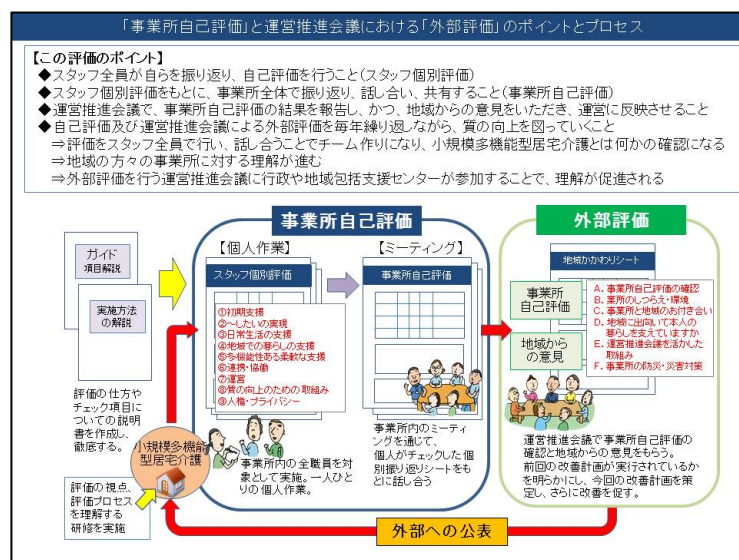 「事業所自己評価」と運営推進会議における「外部評価」のポイントとプロセス
【この評価のポイント】
◆スタッフ全員が自らを振り返り、自己評価を行うこと(スタッフ個別評価)
◆スタッフ個別評価をもとに、事業所全体で振り返り、話し合い、共有すること(事業所自己評価)
◆運営推進会議で、事業所自己評価の結果を報告し、かつ、地域からの意見をいただき、運営に反映させること
◆自己評価及び運営推進会議による外部評価を毎年繰り返しながら、質の向上を図っていくこと
⇒評価をスタッフ全員で行い、話し合うことでチーム作りになり、小規模多機能型居宅介護とは何かの確認になる
⇒地域の方々の事業所に対する理解が進む
⇒外部評価を行う運営推進会議に行政や地域包括支援センターが参加することで、理解が促進される
ガイド
項目解説
実施方法
の解説
評価の仕方や
チェック項目に
ついての説明
書を作成し、
徹底する。
小規模多機能
型居宅介護
評価の視点、
評価プロセス
を理解する
研修を実施
事業所自己評価
【個人作業】
スタッフ個別評価
①初期支援
②～したいの実現
③日常生活の支援
④地域での暮らしの支援
⑤多機能性ある柔軟な支援
⑥連携・協働
⑦運営
⑧質の向上のための取組み
⑨人権・プライバシー
事業所内の全職員を
対象として実施。一人ひ
とりの個人作業。
【ミーティング】
事業所自己評価
事業所内のミーティ
ングを通じて、
個人がチェックした個
別振り返りシートをも
とに話し合う
外部評価
地域かかわりシート
事業所
自己評価
地域から
の意見
A. 事業所自己評価の確認
B. 業所のしつらえ・環境
C. 事業所と地域のお付き合い
D. 地域に出向いて本人の
暮らしを支えていますか
E. 運営推進会議を活かした
取組み
F. 事業所の防災・災害対策
運営推進会議で事業所自己評価の
確認と地域からの意見をもらう。
前回の改善計画が実行されているか
を明らかにし、今回の改善計画を策
定し、さらに改善を促す。
外部への公表